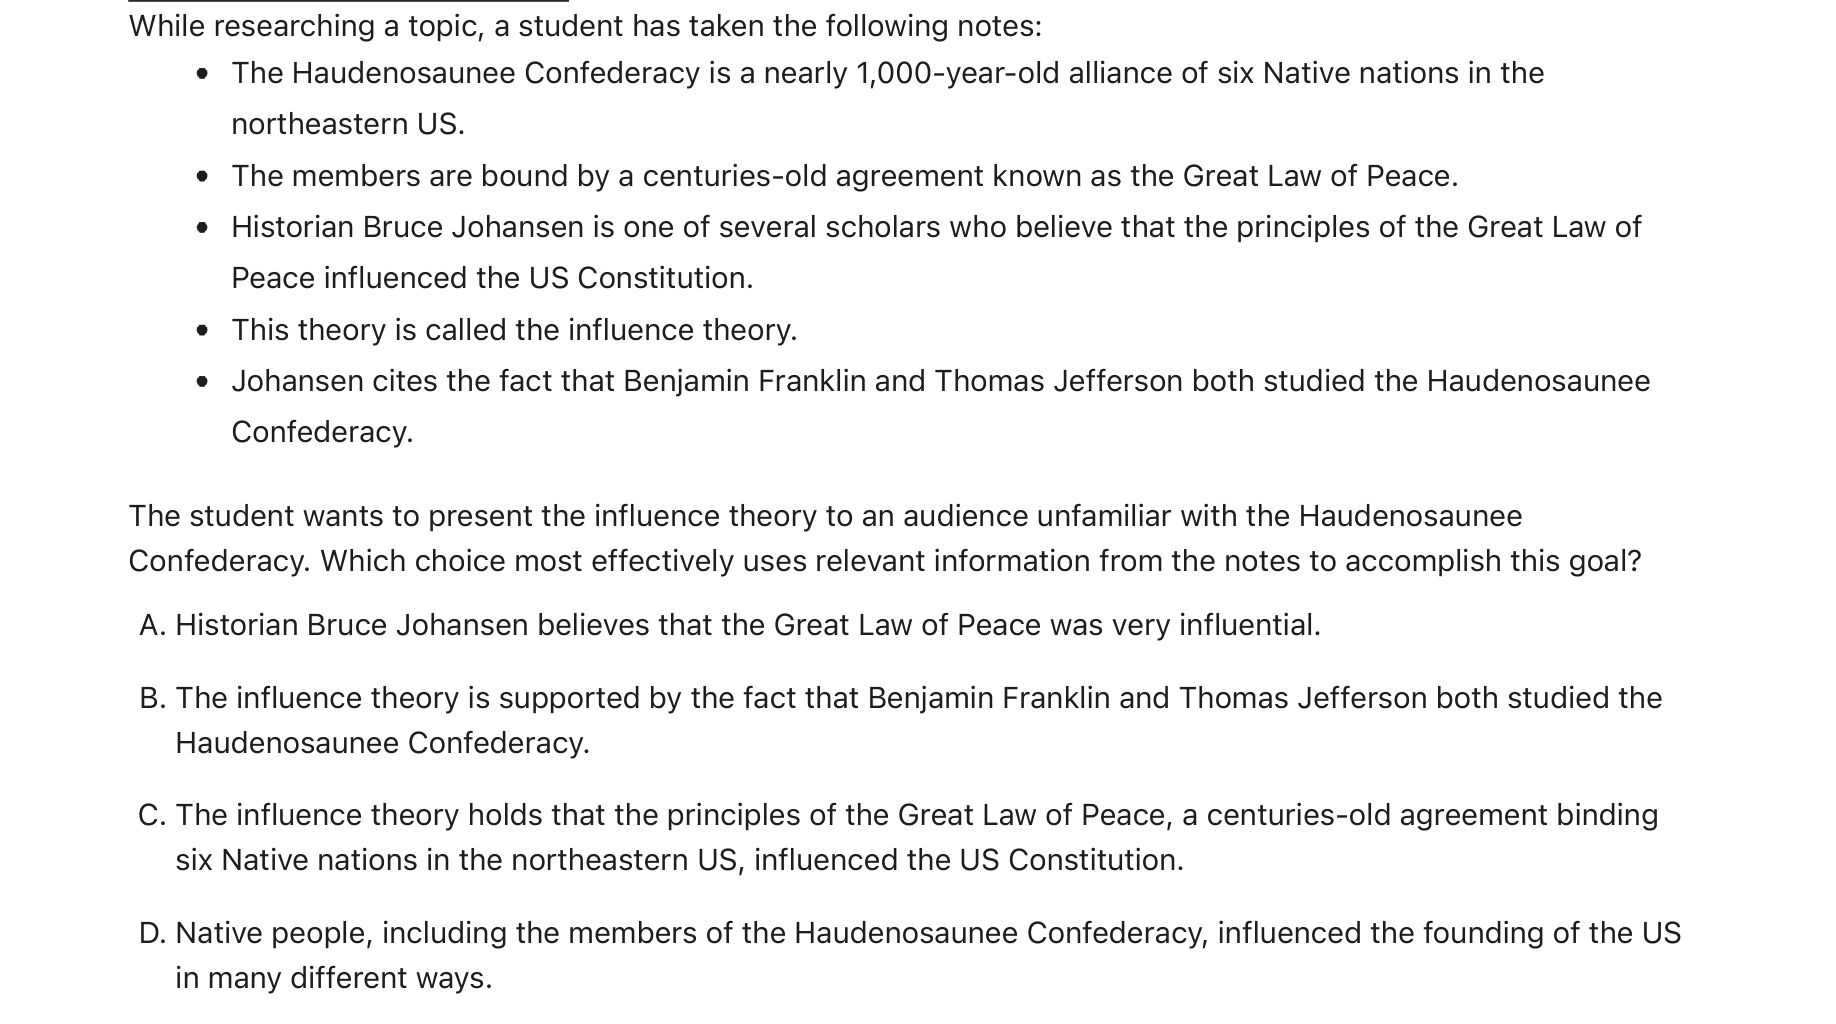 While researching a topic, a student has taken the following notes:
• The Haudenosaunee Confederacy is a nearly 1,000-year-old alliance of six Native nations in the
northeastern US.
• The members are bound by a centuries-old agreement known as the Great Law of Peace.
• Historian Bruce Johansen is one of several scholars who believe that the principles of the Great Law of
Peace influenced the US Constitution.
• This theory is called the influence theory.
• Johansen cites the fact that Benjamin Franklin and Thomas Jefferson both studied the Haudenosaunee
Confederacy.
The student wants to present the influence theory to an audience unfamiliar with the Haudenosaunee
Confederacy. Which choice most effectively uses relevant information from the notes to accomplish this goal?
A. Historian Bruce Johansen believes that the Great Law of Peace was very influential.
B. The influence theory is supported by the fact that Benjamin Franklin and Thomas Jefferson both studied the
Haudenosaunee Confederacy.
C. The influence theory holds that the principles of the Great Law of Peace, a centuries-old agreement binding
six Native nations in the northeastern US, influenced the US Constitution.
D. Native people, including the members of the Haudenosaunee Confederacy, influenced the founding of the US
in many different ways.